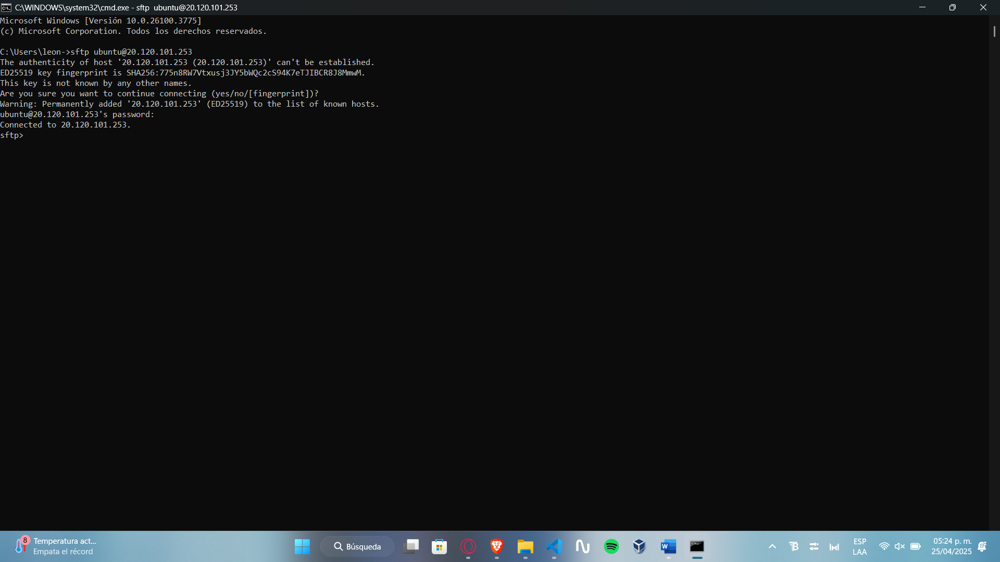 C:\WINDOWS\system32\cmd.exe - sftp  ubuntu@20.120.101.253
Microsoft Windows [Versión 10.0.26100.3775]
(c) Microsoft Corporation. Todos los derechos reservados.
C:\Users\leon->sftp ubuntu@20.120.101.253
The authenticity of host '20.120.101.253 (20.120.101.253)' can't be established.
ED25519 key fingerprint is SHA256:775n8RW7Vtxusj3JY5bWQc2cS94K7eTJIBCR8J8MmwM.
This key is not known by any other names.
Are you sure you want to continue connecting (yes/no/[fingerprint])?
Warning: Permanently added '20.120.101.253' (ED25519) to the list of known hosts.
ubuntu@20.120.101.253's password:
Connected to 20.120.101.253.
sftp>
8
Temperatura act...
Empata el récord
Búsqueda
ESP
LAA
05:24 p. m.
25/04/2025